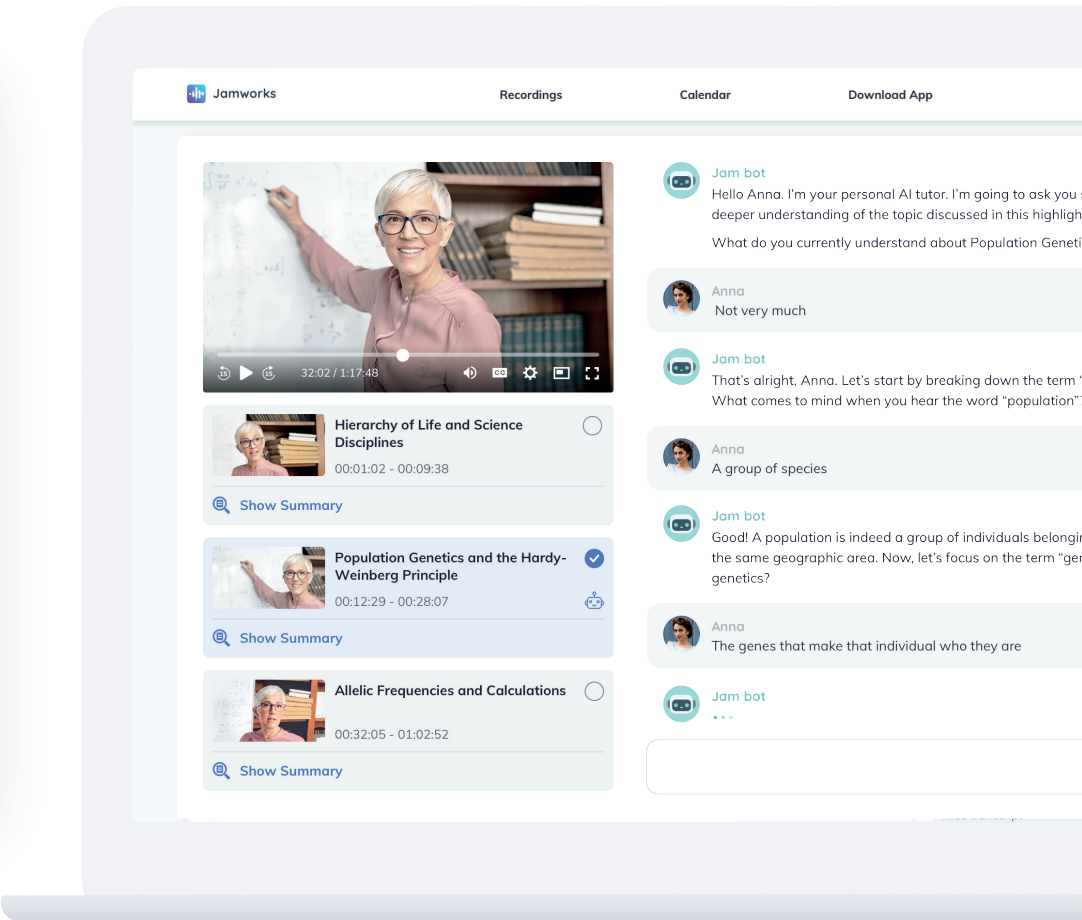 Jamworks
Recordings
Calendar
Download App
15
15
32:02 / 1:17:48
CC
Hierarchy of Life and Science
Disciplines
00:01:02 - 00:09:38
Show Summary
Population Genetics and the Hardy-
Weinberg Principle
00:12:29 - 00:28:07
Show Summary
Allelic Frequencies and Calculations
00:32:05 - 01:02:52
Show Summary
Jam bot
Hello Anna. I'm your personal AI tutor. I'm going to ask you
deeper understanding of the topic discussed in this highligh
What do you currently understand about Population Geneti
Anna
Not very much
Jam bot
That's alright, Anna. Let's start by breaking down the term "
What comes to mind when you hear the word "population"
Anna
A group of species
Jam bot
Good! A population is indeed a group of individuals belongin
the same geographic area. Now, let's focus on the term "gen
genetics?
Anna
The genes that make that individual who they are
Jam bot